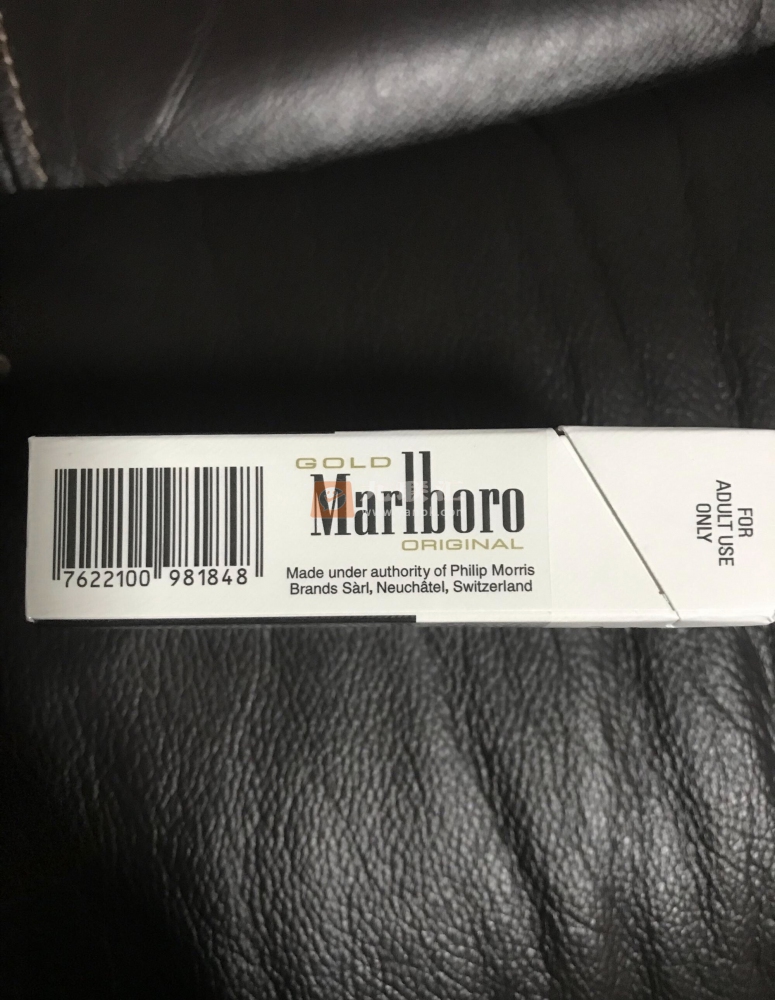 7622100 981848
GOLD
Marlboro
ORIGINAL
Made under authority of Philip Morris
Brands Sàrl, Neuchâtel, Switzerland
FOR
ADULT USE
ONLY